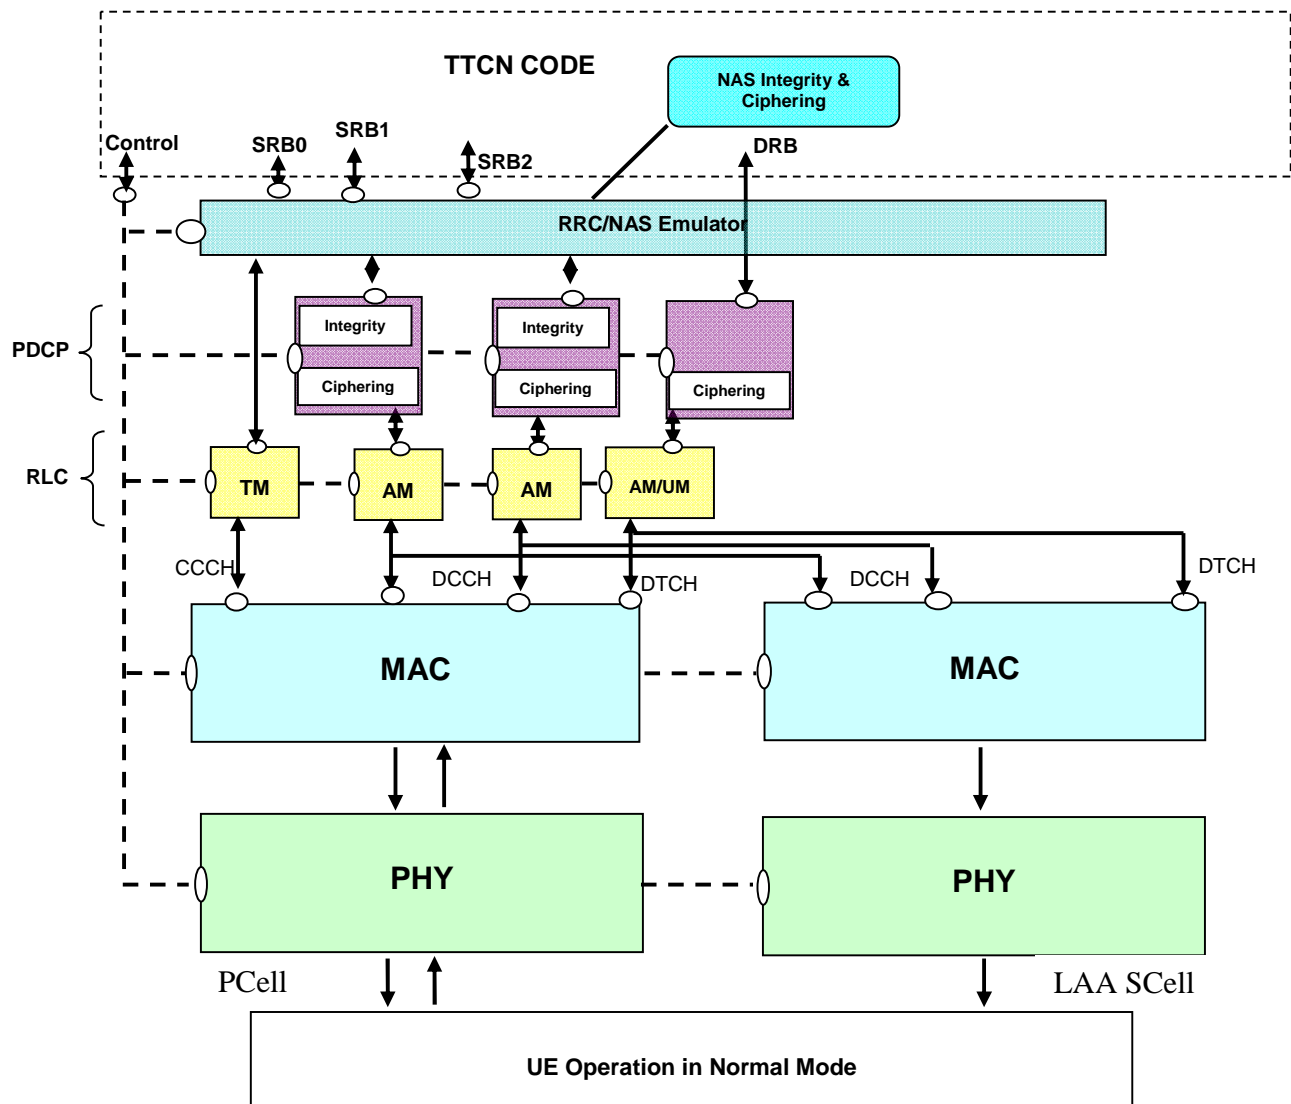 TTCN CODE
NAS Integrity &
Ciphering
Control
SRB0
SRB1
SRB2
DRB
RRC/NAS Emulator
PDCP
Integrity
Ciphering
Integrity
Ciphering
Ciphering
RLC
TM
AM
AM
AM/UM
CCCH
DCCH
DTCH
DCCH
DTCH
MAC
MAC
PHY
PHY
PCell
LAA SCell
UE Operation in Normal Mode